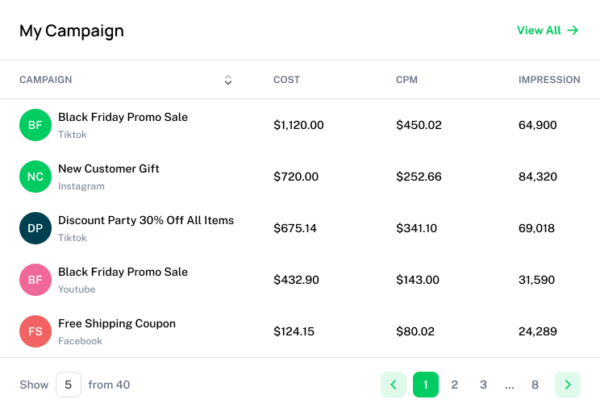 My Campaign
View All
CAMPAIGN COST CPM IMPRESSION
BF Black Friday Promo Sale $1,120.00 $450.02 64,900
Tiktok
NC New Customer Gift $720.00 $252.66 84,320
Instagram
DP Discount Party 30% Off All Items $675.14 $341.10 69,018
Tiktok
BF Black Friday Promo Sale $432.90 $143.00 31,590
Youtube
FS Free Shipping Coupon $124.15 $80.02 24,289
Facebook
Show 5 from 40 1 2 3 ... 8